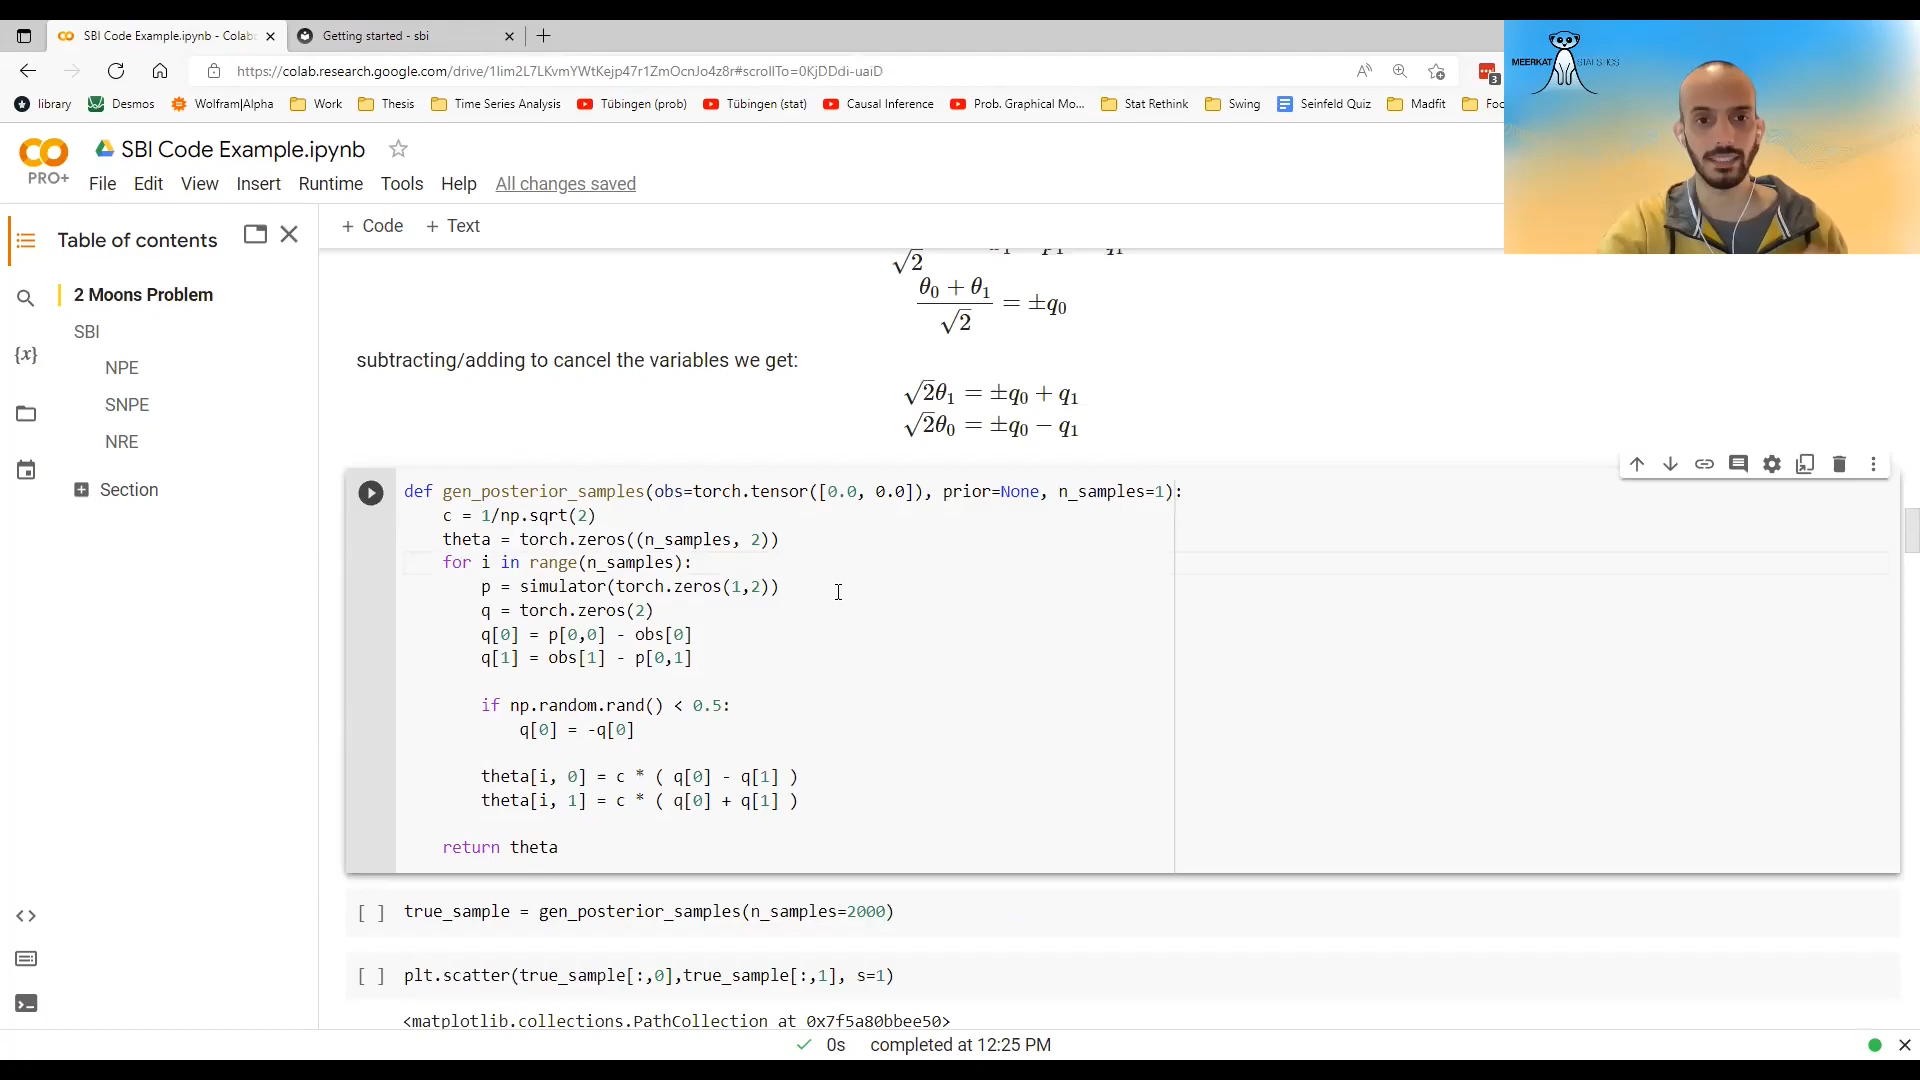 SBI Code Example.ipynb - Colab
Getting started - sbi
https://colab.research.google.com/drive/1Iim2L7LKvmYWtKejp47r1ZmOcnJo4z8r#scrollTo=0KjDDdi-uaiD
3
library
Desmos
Wolfram|Alpha
Work
Thesis
Time Series Analysis
Tübingen (prob)
Tübingen (stat)
Causal Inference
Prob. Graphical Mo...
Stat Rethink
Swing
Seinfeld Quiz
Madfit
Foo
MEERKAT STATISTICS
PRO+
SBI Code Example.ipynb
File Edit View Insert Runtime Tools Help All changes saved
+ Code + Text
Table of contents
2 Moons Problem
SBI
NPE
SNPE
NRE
Section
√2
θ0 + θ1
√2
= ±q0
subtracting/adding to cancel the variables we get:
√2θ1 = ±q0 + q1
√2θ0 = ±q0 − q1
def gen_posterior_samples(obs=torch.tensor([0.0, 0.0]), prior=None, n_samples=1):
c = 1/np.sqrt(2)
theta = torch.zeros((n_samples, 2))
for i in range(n_samples):
p = simulator(torch.zeros(1,2))
q = torch.zeros(2)
q[0] = p[0,0] - obs[0]
q[1] = obs[1] - p[0,1]
if np.random.rand() < 0.5:
q[0] = -q[0]
theta[i, 0] = c * ( q[0] - q[1] )
theta[i, 1] = c * ( q[0] + q[1] )
return theta
[ ] true_sample = gen_posterior_samples(n_samples=2000)
[ ] plt.scatter(true_sample[:,0],true_sample[:,1], s=1)
<matplotlib.collections.PathCollection at 0x7f5a80bbee50>
0s completed at 12:25 PM